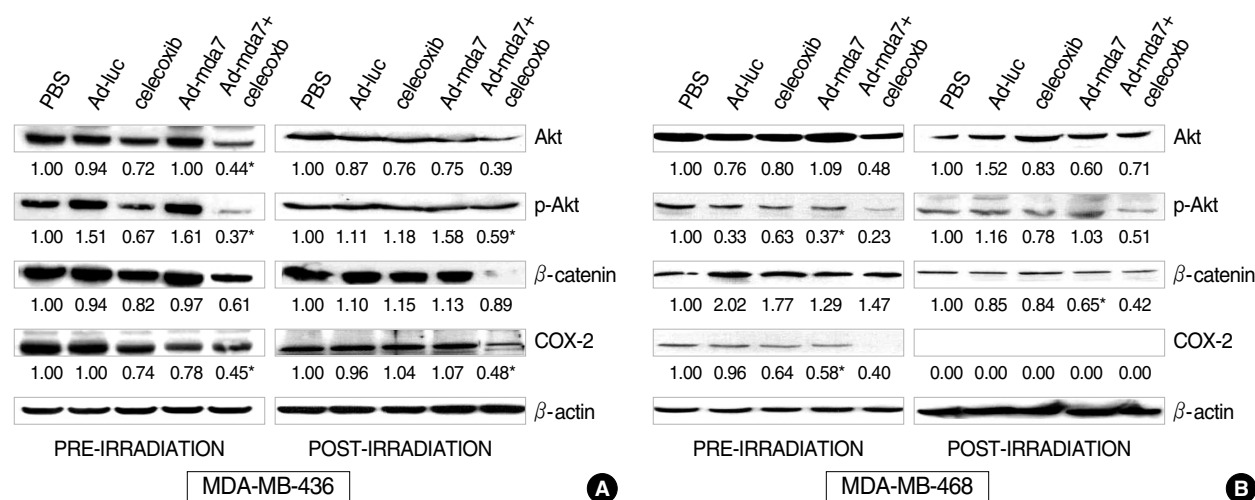 PBS Ad-luc celecoxib Ad-mda7 Ad-mda7+ celecoxb PBS Ad-luc celecoxib Ad-mda7 Ad-mda7+ celecoxb
Akt
1.00 0.94 0.72 1.00 0.44* 1.00 0.87 0.76 0.75 0.39
p-Akt
1.00 1.51 0.67 1.61 0.37* 1.00 1.11 1.18 1.58 0.59*
β-catenin
1.00 0.94 0.82 0.97 0.61 1.00 1.10 1.15 1.13 0.89
COX-2
1.00 1.00 0.74 0.78 0.45* 1.00 0.96 1.04 1.07 0.48*
β-actin
PRE-IRRADIATION POST-IRRADIATION
MDA-MB-436 A
PBS Ad-luc celecoxib Ad-mda7 Ad-mda7+ celecoxb PBS Ad-luc celecoxib Ad-mda7 Ad-mda7+ celecoxb
Akt
1.00 0.76 0.80 1.09 0.48 1.00 1.52 0.83 0.60 0.71
p-Akt
1.00 0.33 0.63 0.37* 0.23 1.00 1.16 0.78 1.03 0.51
β-catenin
1.00 2.02 1.77 1.29 1.47 1.00 0.85 0.84 0.65* 0.42
COX-2
1.00 0.96 0.64 0.58* 0.40 0.00 0.00 0.00 0.00 0.00
β-actin
PRE-IRRADIATION POST-IRRADIATION
MDA-MB-468 B